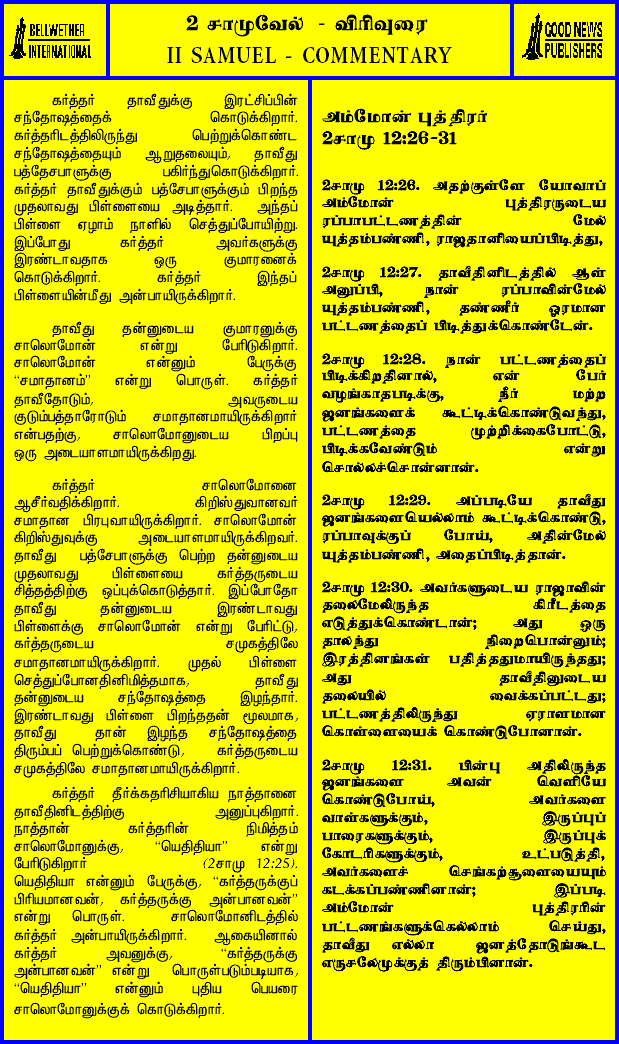 BELLWETHER
INTERNATIONAL
2 சாமுவேல் - விரிவுரை
II SAMUEL - COMMENTARY
GOOD NEWS
PUBLISHERS
கர்த்தர் தாவீதுக்கு இரட்சிப்பின்
சந்தோஷத்தைக் கொடுக்கிறார்.
கர்த்தரிடத்திலிருந்து பெற்றுக்கொண்ட
சந்தோஷத்தையும் ஆறுதலையும், தாவீது
பத்சேபாளுக்கு பகிர்ந்துகொடுக்கிறார்.
கர்த்தர் தாவீதுக்கும் பத்சேபாளுக்கும் பிறந்த
முதலாவது பிள்ளையை அடித்தார். அந்தப்
பிள்ளை ஏழாம் நாளில் செத்துப்போயிற்று.
இப்போது கர்த்தர் அவர்களுக்கு
இரண்டாவதாக ஒரு குமாரனைக்
கொடுக்கிறார். கர்த்தர் இந்தப்
பிள்ளையின்மீது அன்பாயிருக்கிறார்.
தாவீது தன்னுடைய குமாரனுக்கு
சாலொமோன் என்று பேரிடுகிறார்.
சாலொமோன் என்னும் பேருக்கு
“சமாதானம்” என்று பொருள். கர்த்தர்
தாவீதோடும், அவருடைய
குடும்பத்தாரோடும் சமாதானமாயிருக்கிறார்
என்பதற்கு, சாலொமோனுடைய பிறப்பு
ஒரு அடையாளமாயிருக்கிறது.
கர்த்தர் சாலொமோனை
ஆசீர்வதிக்கிறார். கிறிஸ்துவானவர்
சமாதான பிரபுவாயிருக்கிறார். சாலொமோன்
கிறிஸ்துவுக்கு அடையாளமாயிருக்கிறவர்.
தாவீது பத்சேபாளுக்கு பெற்ற தன்னுடைய
முதலாவது பிள்ளையை கர்த்தருடைய
சித்தத்திற்கு ஒப்புக்கொடுத்தார். இப்போதோ
தாவீது தன்னுடைய இரண்டாவது
பிள்ளைக்கு சாலொமோன் என்று பேரிட்டு,
கர்த்தருடைய சமுகத்திலே
சமாதானமாயிருக்கிறார். முதல் பிள்ளை
செத்துப்போனதினிமித்தமாக, தாவீது
தன்னுடைய சந்தோஷத்தை இழந்தார்.
இரண்டாவது பிள்ளை பிறந்ததன் மூலமாக,
தாவீது தான் இழந்த சந்தோஷத்தை
திரும்பப் பெற்றுக்கொண்டு, கர்த்தருடைய
சமுகத்திலே சமாதானமாயிருக்கிறார்.
கர்த்தர் தீர்க்கதரிசியாகிய நாத்தானை
தாவீதினிடத்திற்கு அனுப்புகிறார்.
நாத்தான் கர்த்தரின் நிமித்தம்
சாலொமோனுக்கு, “யெதிதியா” என்று
பேரிடுகிறார் (2சாமு 12:25).
யெதிதியா என்னும் பேருக்கு, “கர்த்தருக்குப்
பிரியமானவன், கர்த்தருக்கு அன்பானவன்”
என்று பொருள். சாலொமோனிடத்தில்
கர்த்தர் அன்பாயிருக்கிறார். ஆகையினால்
கர்த்தர் அவனுக்கு, “கர்த்தருக்கு
அன்பானவன்” என்று பொருள்படும்படியாக,
“யெதிதியா” என்னும் புதிய பெயரை
சாலொமோனுக்குக் கொடுக்கிறார்.
அம்மோன் புத்திரர்
2சாமு 12:26-31
2சாமு 12:26. அதற்குள்ளே யோவாப்
அம்மோன் புத்திரருடைய
ரப்பாபட்டணத்தின் மேல்
யுத்தம்பண்ணி, ராஜதானியைப்பிடித்து,
2சாமு 12:27. தாவீதினிடத்தில் ஆள்
அனுப்பி, நான் ரப்பாவின்மேல்
யுத்தம்பண்ணி, தண்ணீர் ஓரமான
பட்டணத்தைப் பிடித்துக்கொண்டேன்.
2சாமு 12:28. நான் பட்டணத்தைப்
பிடிக்கிறதினால், என் பேர்
வழங்காதபடிக்கு, நீர் மற்ற
ஜனங்களைக் கூட்டிக்கொண்டுவந்து,
பட்டணத்தை முற்றிக்கைபோட்டு,
பிடிக்கவேண்டும் என்று
சொல்லச்சொன்னான்.
2சாமு 12:29. அப்படியே தாவீது
ஜனங்களையெல்லாம் கூட்டிக்கொண்டு,
ரப்பாவுக்குப் போய், அதின்மேல்
யுத்தம்பண்ணி, அதைப்பிடித்தான்.
2சாமு 12:30. அவர்களுடைய ராஜாவின்
தலைமேலிருந்த கிரீடத்தை
எடுத்துக்கொண்டான்; அது ஒரு
தாலந்து நிறைபொன்னும்;
இரத்தினங்கள் பதித்ததுமாயிருந்தது;
அது தாவீதினுடைய
தலையில் வைக்கப்பட்டது;
பட்டணத்திலிருந்து ஏராளமான
கொள்ளையைக் கொண்டுபோனான்.
2சாமு 12:31. பின்பு அதிலிருந்த
ஜனங்களை அவன் வெளியே
கொண்டுபோய், அவர்களை
வாள்களுக்கும், இருப்புப்
பாரைகளுக்கும், இருப்புக்
கோடரிகளுக்கும், உட்படுத்தி,
அவர்களைச் செங்கற்சூளையையும்
கடக்கப்பண்ணினான்; இப்படி
அம்மோன் புத்திரரின்
பட்டணங்களுக்கெல்லாம் செய்து,
தாவீது எல்லா ஜனத்தோடுங்கூட
எருசலேமுக்குத் திரும்பினான்.